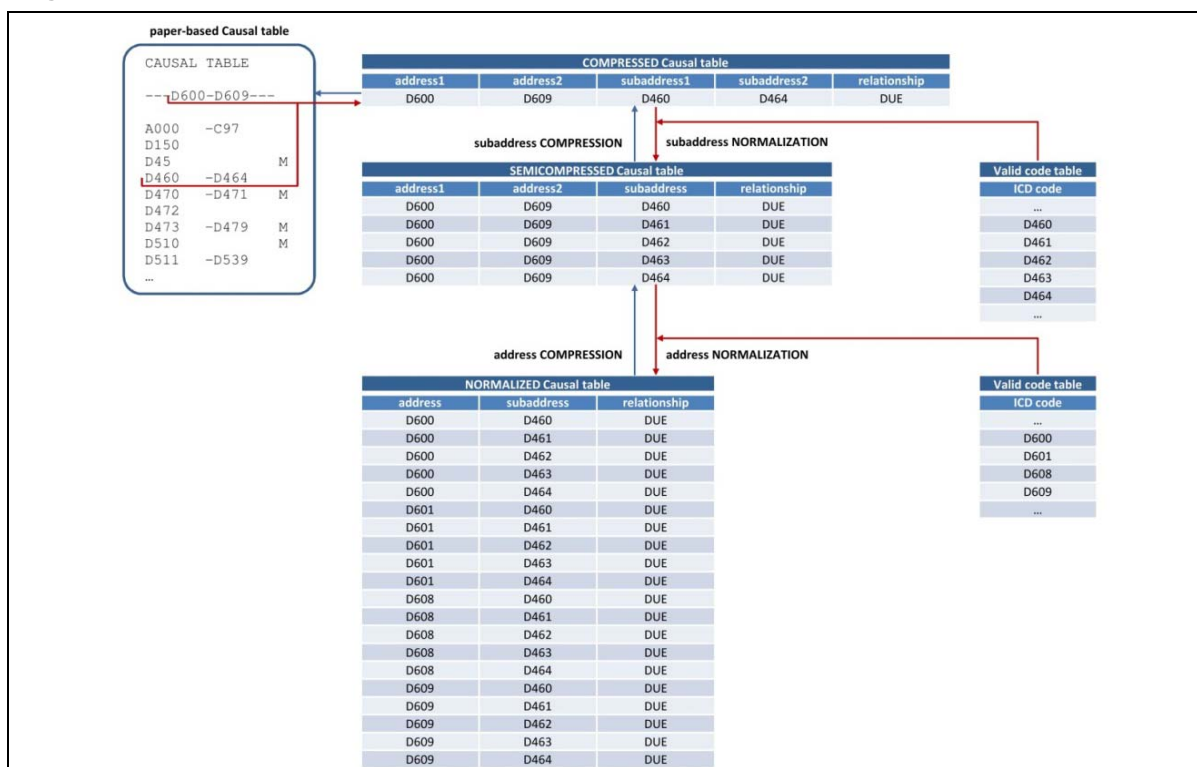 paper-based Causal table
CAUSAL TABLE
---D600-D609---
A000 -C97
D150
D45 M
D460 -D464
D470 -D471 M
D472
D473 -D479 M
D510 M
D511 -D539
...
COMPRESSED Causal table
address1 address2 subaddress1 subaddress2 relationship
D600 D609 D460 D464 DUE
subaddress COMPRESSION subaddress NORMALIZATION
SEMICOMPRESSED Causal table
address1 address2 subaddress relationship
D600 D609 D460 DUE
D600 D609 D461 DUE
D600 D609 D462 DUE
D600 D609 D463 DUE
D600 D609 D464 DUE
Valid code table
ICD code
...
D460
D461
D462
D463
D464
...
address COMPRESSION address NORMALIZATION
NORMALIZED Causal table
address subaddress relationship
D600 D460 DUE
D600 D461 DUE
D600 D462 DUE
D600 D463 DUE
D600 D464 DUE
D601 D460 DUE
D601 D461 DUE
D601 D462 DUE
D601 D463 DUE
D601 D464 DUE
D608 D460 DUE
D608 D461 DUE
D608 D462 DUE
D608 D463 DUE
D608 D464 DUE
D609 D460 DUE
D609 D461 DUE
D609 D462 DUE
D609 D463 DUE
D609 D464 DUE
Valid code table
ICD code
...
D600
D601
D608
D609
...